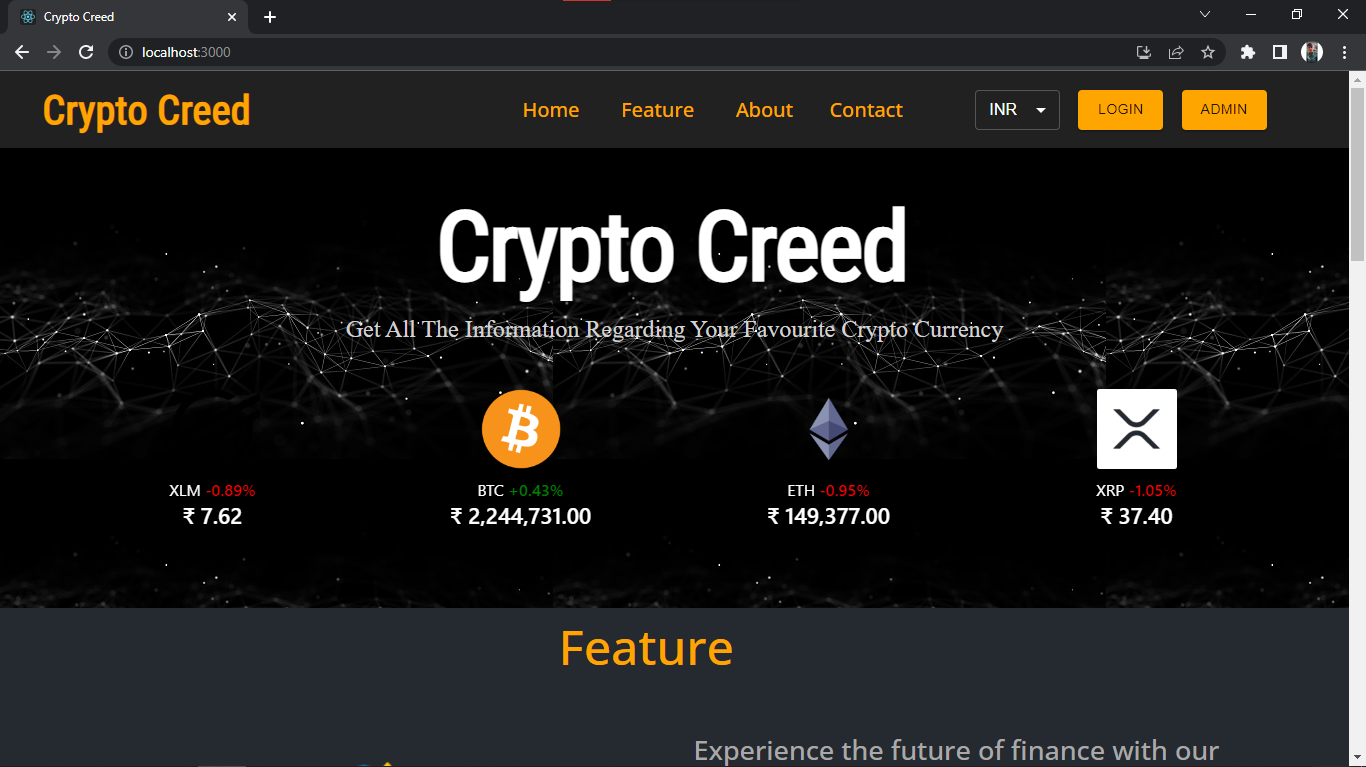 Crypto Creed
localhost:3000
Crypto Creed
Home Feature About Contact INR LOGIN ADMIN
Crypto Creed
Get All The Information Regarding Your Favourite Crypto Currency
XLM -0.89% BTC +0.43% ETH -0.95% XRP -1.05%
₹ 7.62 ₹ 2,244,731.00 ₹ 149,377.00 ₹ 37.40
Feature
Experience the future of finance with our